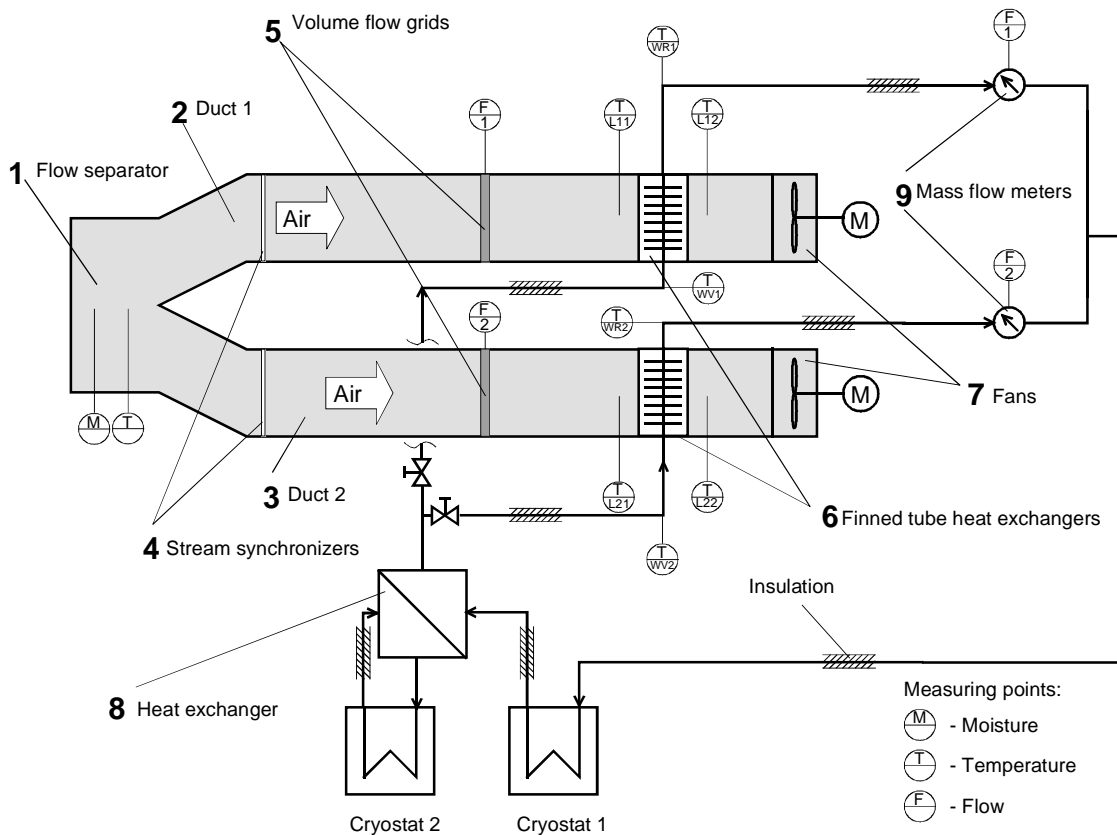 5 Volume flow grids
T
WR1
F
1
2 Duct 1
F
1
T
L11
T
L12
1 Flow separator
9 Mass flow meters
Air
M
F
2
T
WV1
F
2
T
WR2
Air
M
7 Fans
M
T
3 Duct 2
T
L21
T
L22
6 Finned tube heat exchangers
4 Stream synchronizers
T
WV2
Insulation
8 Heat exchanger
Measuring points:
M - Moisture
T - Temperature
F - Flow
Cryostat 2
Cryostat 1